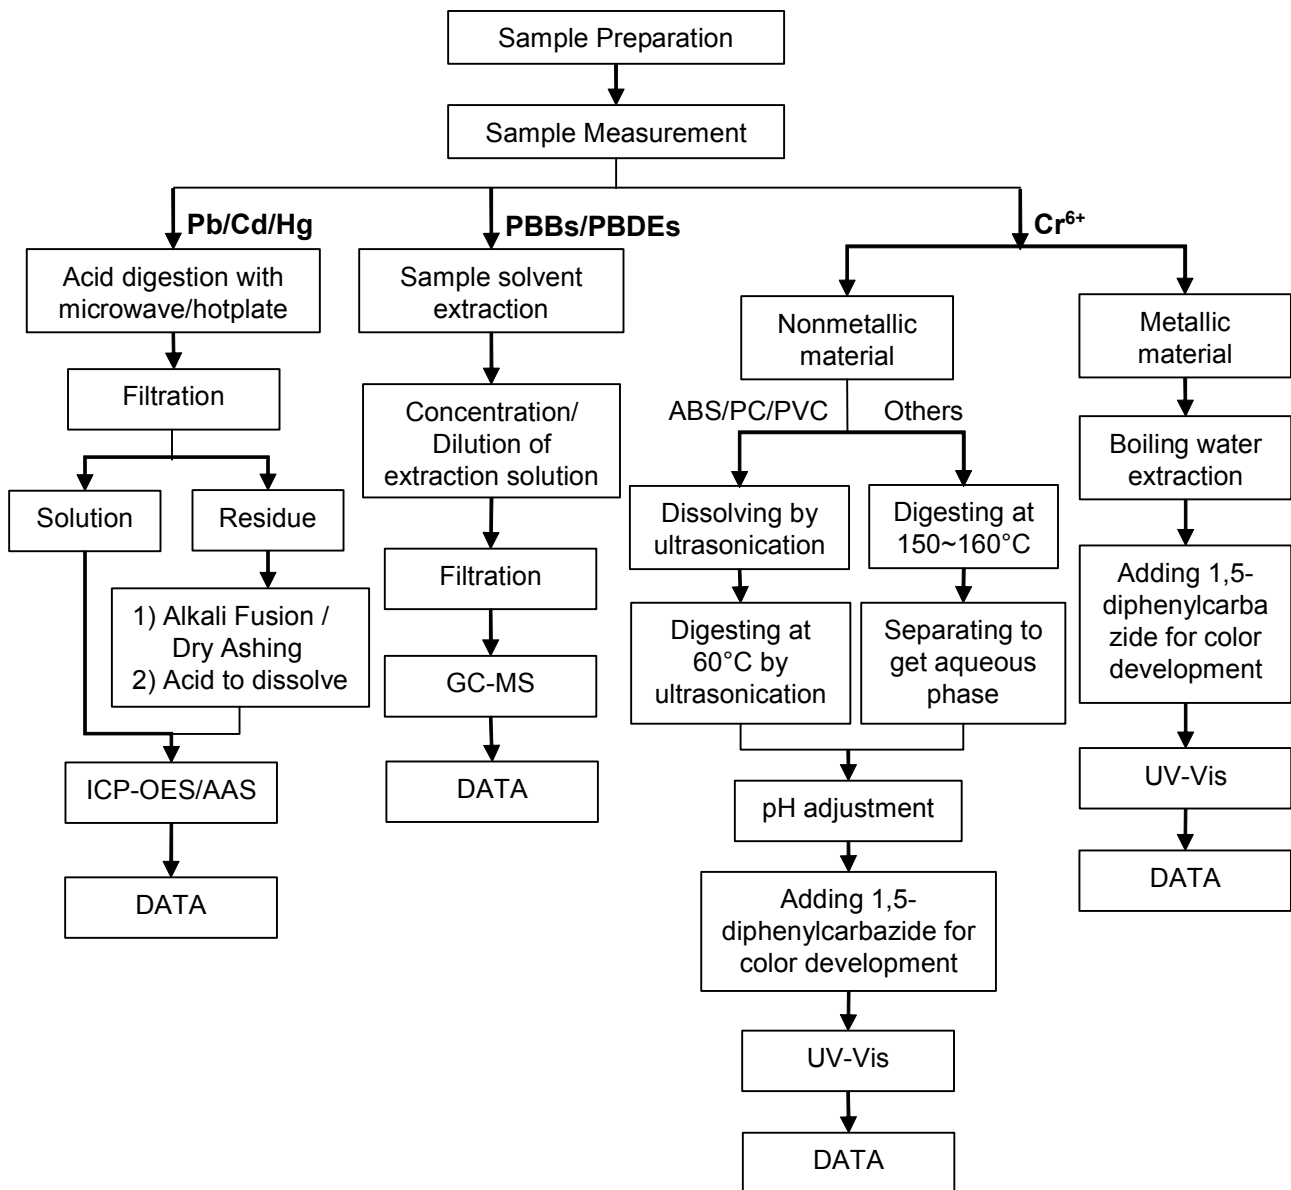 Sample Preparation
Sample Measurement
Pb/Cd/Hg
PBBs/PBDEs
Cr⁶⁺
Acid digestion with
microwave/hotplate
Filtration
Solution
Residue
1) Alkali Fusion /
Dry Ashing
2) Acid to dissolve
ICP-OES/AAS
DATA
Sample solvent
extraction
Concentration/
Dilution of
extraction solution
Filtration
GC-MS
DATA
Nonmetallic
material
ABS/PC/PVC
Others
Dissolving by
ultrasonication
Digesting at
60°C by
ultrasonication
Digesting at
150~160°C
Separating to
get aqueous
phase
pH adjustment
Adding 1,5-
diphenylcarbazide for
color development
UV-Vis
DATA
Metallic
material
Boiling water
extraction
Adding 1,5-
diphenylcarba
zide for color
development
UV-Vis
DATA